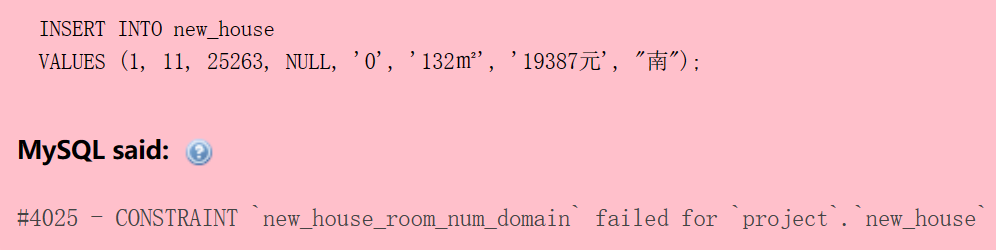 INSERT INTO new_house
VALUES (1, 11, 25263, NULL, '0', '132㎡', '19387元', "南");
MySQL said:
#4025 - CONSTRAINT `new_house_room_num_domain` failed for `project`.`new_house`